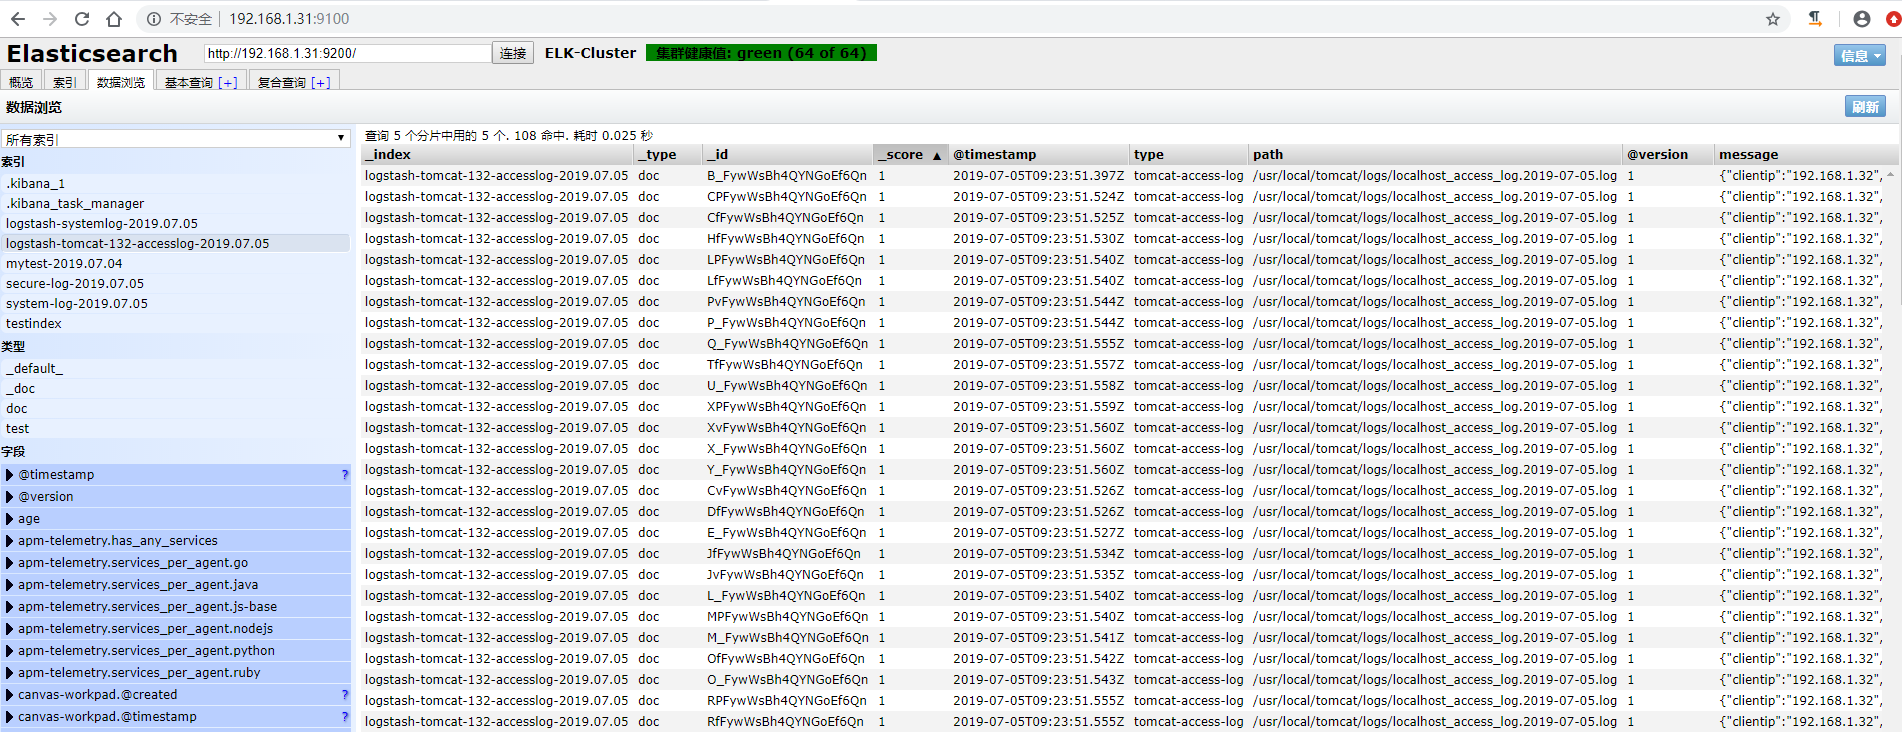 不安全 192.168.1.31:9100
Elasticsearch http://192.168.1.31:9200/ 连接 ELK-Cluster 集群健康值: green (64 of 64) 信息
概览 索引 数据浏览 基本查询 [+] 复合查询 [+]
数据浏览 刷新
所有索引
索引
.kibana_1
.kibana_task_manager
logstash-systemlog-2019.07.05
logstash-tomcat-132-accesslog-2019.07.05
mytest-2019.07.04
secure-log-2019.07.05
system-log-2019.07.05
testindex
类型
_default_
_doc
doc
test
字段
@timestamp ?
@version
age
apm-telemetry.has_any_services
apm-telemetry.services_per_agent.go
apm-telemetry.services_per_agent.java
apm-telemetry.services_per_agent.js-base
apm-telemetry.services_per_agent.nodejs
apm-telemetry.services_per_agent.python
apm-telemetry.services_per_agent.ruby
canvas-workpad.@created ?
canvas-workpad.@timestamp ?
查询 5 个分片中用的 5 个. 108 命中. 耗时 0.025 秒
_index _type _id _score ▲ @timestamp type path @version message
logstash-tomcat-132-accesslog-2019.07.05 doc B_FywWsBh4QYNGoEf6Qn 1 2019-07-05T09:23:51.397Z tomcat-access-log /usr/local/tomcat/logs/localhost_access_log.2019-07-05.log 1 {"clientip":"192.168.1.32",
logstash-tomcat-132-accesslog-2019.07.05 doc CPFywWsBh4QYNGoEf6Qn 1 2019-07-05T09:23:51.524Z tomcat-access-log /usr/local/tomcat/logs/localhost_access_log.2019-07-05.log 1 {"clientip":"192.168.1.32",
logstash-tomcat-132-accesslog-2019.07.05 doc CfFywWsBh4QYNGoEf6Qn 1 2019-07-05T09:23:51.525Z tomcat-access-log /usr/local/tomcat/logs/localhost_access_log.2019-07-05.log 1 {"clientip":"192.168.1.32",
logstash-tomcat-132-accesslog-2019.07.05 doc HfFywWsBh4QYNGoEf6Qn 1 2019-07-05T09:23:51.530Z tomcat-access-log /usr/local/tomcat/logs/localhost_access_log.2019-07-05.log 1 {"clientip":"192.168.1.32",
logstash-tomcat-132-accesslog-2019.07.05 doc LPFywWsBh4QYNGoEf6Qn 1 2019-07-05T09:23:51.540Z tomcat-access-log /usr/local/tomcat/logs/localhost_access_log.2019-07-05.log 1 {"clientip":"192.168.1.32",
logstash-tomcat-132-accesslog-2019.07.05 doc LfFywWsBh4QYNGoEf6Qn 1 2019-07-05T09:23:51.540Z tomcat-access-log /usr/local/tomcat/logs/localhost_access_log.2019-07-05.log 1 {"clientip":"192.168.1.32",
logstash-tomcat-132-accesslog-2019.07.05 doc PvFywWsBh4QYNGoEf6Qn 1 2019-07-05T09:23:51.544Z tomcat-access-log /usr/local/tomcat/logs/localhost_access_log.2019-07-05.log 1 {"clientip":"192.168.1.32",
logstash-tomcat-132-accesslog-2019.07.05 doc P_FywWsBh4QYNGoEf6Qn 1 2019-07-05T09:23:51.544Z tomcat-access-log /usr/local/tomcat/logs/localhost_access_log.2019-07-05.log 1 {"clientip":"192.168.1.32",
logstash-tomcat-132-accesslog-2019.07.05 doc Q_FywWsBh4QYNGoEf6Qn 1 2019-07-05T09:23:51.555Z tomcat-access-log /usr/local/tomcat/logs/localhost_access_log.2019-07-05.log 1 {"clientip":"192.168.1.32",
logstash-tomcat-132-accesslog-2019.07.05 doc TfFywWsBh4QYNGoEf6Qn 1 2019-07-05T09:23:51.557Z tomcat-access-log /usr/local/tomcat/logs/localhost_access_log.2019-07-05.log 1 {"clientip":"192.168.1.32",
logstash-tomcat-132-accesslog-2019.07.05 doc U_FywWsBh4QYNGoEf6Qn 1 2019-07-05T09:23:51.558Z tomcat-access-log /usr/local/tomcat/logs/localhost_access_log.2019-07-05.log 1 {"clientip":"192.168.1.32",
logstash-tomcat-132-accesslog-2019.07.05 doc XPFywWsBh4QYNGoEf6Qn 1 2019-07-05T09:23:51.559Z tomcat-access-log /usr/local/tomcat/logs/localhost_access_log.2019-07-05.log 1 {"clientip":"192.168.1.32",
logstash-tomcat-132-accesslog-2019.07.05 doc XvFywWsBh4QYNGoEf6Qn 1 2019-07-05T09:23:51.560Z tomcat-access-log /usr/local/tomcat/logs/localhost_access_log.2019-07-05.log 1 {"clientip":"192.168.1.32",
logstash-tomcat-132-accesslog-2019.07.05 doc X_FywWsBh4QYNGoEf6Qn 1 2019-07-05T09:23:51.560Z tomcat-access-log /usr/local/tomcat/logs/localhost_access_log.2019-07-05.log 1 {"clientip":"192.168.1.32",
logstash-tomcat-132-accesslog-2019.07.05 doc Y_FywWsBh4QYNGoEf6Qn 1 2019-07-05T09:23:51.560Z tomcat-access-log /usr/local/tomcat/logs/localhost_access_log.2019-07-05.log 1 {"clientip":"192.168.1.32",
logstash-tomcat-132-accesslog-2019.07.05 doc CvFywWsBh4QYNGoEf6Qn 1 2019-07-05T09:23:51.526Z tomcat-access-log /usr/local/tomcat/logs/localhost_access_log.2019-07-05.log 1 {"clientip":"192.168.1.32",
logstash-tomcat-132-accesslog-2019.07.05 doc DfFywWsBh4QYNGoEf6Qn 1 2019-07-05T09:23:51.526Z tomcat-access-log /usr/local/tomcat/logs/localhost_access_log.2019-07-05.log 1 {"clientip":"192.168.1.32",
logstash-tomcat-132-accesslog-2019.07.05 doc E_FywWsBh4QYNGoEf6Qn 1 2019-07-05T09:23:51.527Z tomcat-access-log /usr/local/tomcat/logs/localhost_access_log.2019-07-05.log 1 {"clientip":"192.168.1.32",
logstash-tomcat-132-accesslog-2019.07.05 doc JfFywWsBh4QYNGoEf6Qn 1 2019-07-05T09:23:51.534Z tomcat-access-log /usr/local/tomcat/logs/localhost_access_log.2019-07-05.log 1 {"clientip":"192.168.1.32",
logstash-tomcat-132-accesslog-2019.07.05 doc JvFywWsBh4QYNGoEf6Qn 1 2019-07-05T09:23:51.535Z tomcat-access-log /usr/local/tomcat/logs/localhost_access_log.2019-07-05.log 1 {"clientip":"192.168.1.32",
logstash-tomcat-132-accesslog-2019.07.05 doc L_FywWsBh4QYNGoEf6Qn 1 2019-07-05T09:23:51.540Z tomcat-access-log /usr/local/tomcat/logs/localhost_access_log.2019-07-05.log 1 {"clientip":"192.168.1.32",
logstash-tomcat-132-accesslog-2019.07.05 doc MPFywWsBh4QYNGoEf6Qn 1 2019-07-05T09:23:51.540Z tomcat-access-log /usr/local/tomcat/logs/localhost_access_log.2019-07-05.log 1 {"clientip":"192.168.1.32",
logstash-tomcat-132-accesslog-2019.07.05 doc M_FywWsBh4QYNGoEf6Qn 1 2019-07-05T09:23:51.541Z tomcat-access-log /usr/local/tomcat/logs/localhost_access_log.2019-07-05.log 1 {"clientip":"192.168.1.32",
logstash-tomcat-132-accesslog-2019.07.05 doc OfFywWsBh4QYNGoEf6Qn 1 2019-07-05T09:23:51.542Z tomcat-access-log /usr/local/tomcat/logs/localhost_access_log.2019-07-05.log 1 {"clientip":"192.168.1.32",
logstash-tomcat-132-accesslog-2019.07.05 doc O_FywWsBh4QYNGoEf6Qn 1 2019-07-05T09:23:51.543Z tomcat-access-log /usr/local/tomcat/logs/localhost_access_log.2019-07-05.log 1 {"clientip":"192.168.1.32",
logstash-tomcat-132-accesslog-2019.07.05 doc RPFywWsBh4QYNGoEf6Qn 1 2019-07-05T09:23:51.555Z tomcat-access-log /usr/local/tomcat/logs/localhost_access_log.2019-07-05.log 1 {"clientip":"192.168.1.32",
logstash-tomcat-132-accesslog-2019.07.05 doc RfFywWsBh4QYNGoEf6Qn 1 2019-07-05T09:23:51.555Z tomcat-access-log /usr/local/tomcat/logs/localhost_access_log.2019-07-05.log 1 {"clientip":"192.168.1.32",